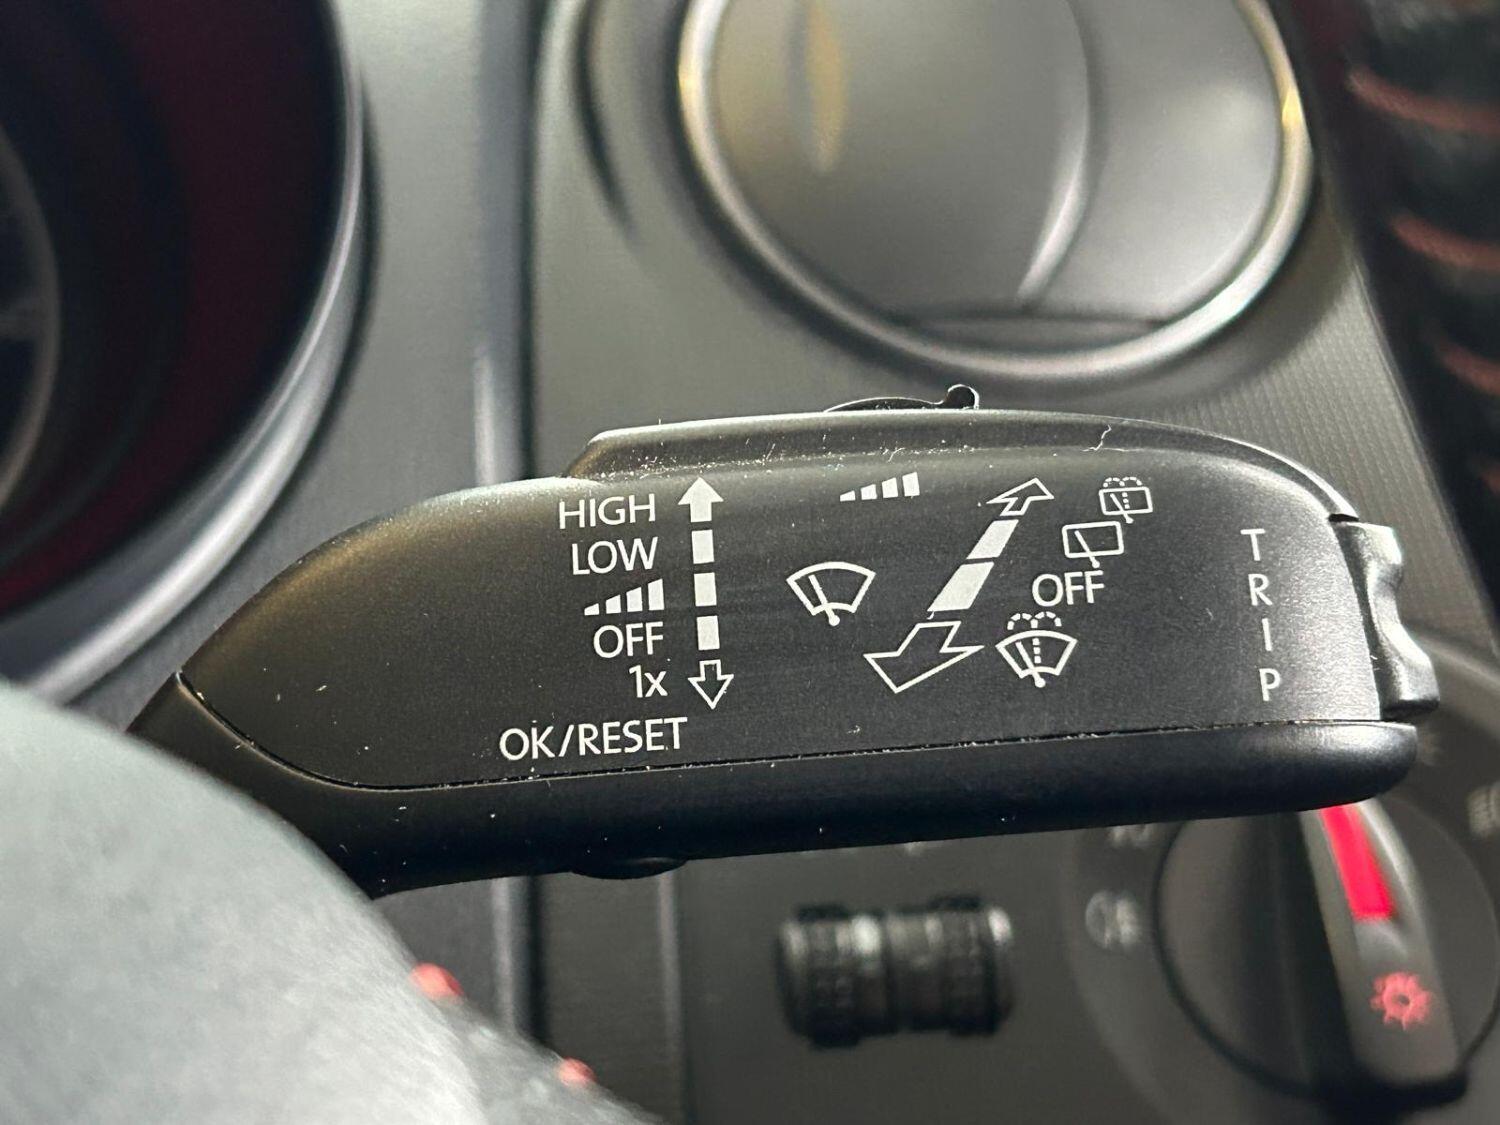 HIGH
LOW
OFF
1x
OK/RESET
OFF
TRIP